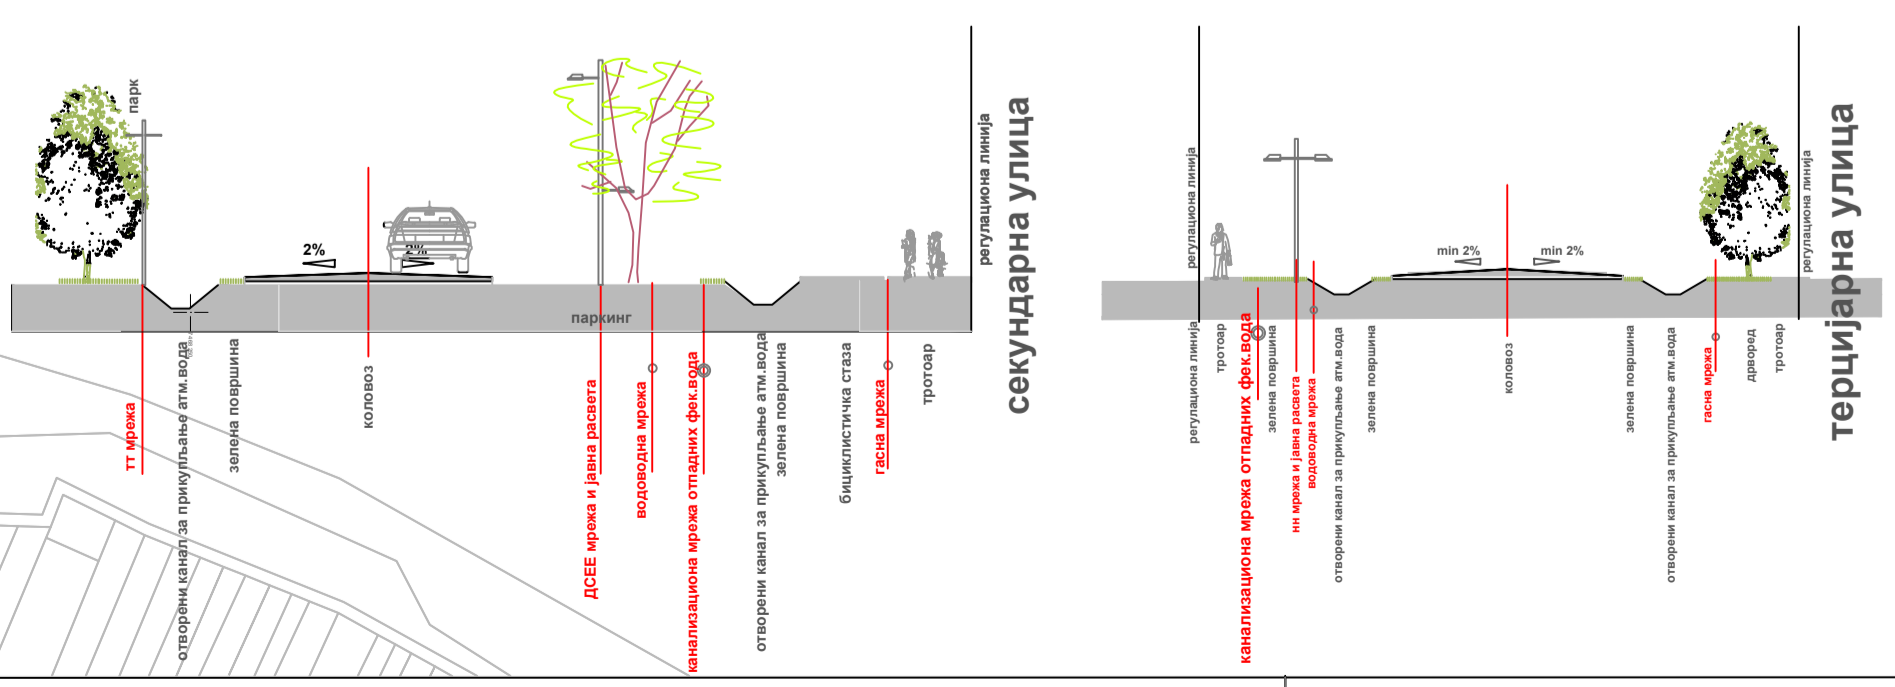 парк
2%
2%
паркинг
тт мрежа
отворени канал за прикупљање атм.вода
зелена површина
коловоз
ДСЕЕ мрежа и јавна расвета
водоводна мрежа
канализациона мрежа отпадних фек.вода
отворени канал за прикупљање атм.вода
зелена површина
бициклистичка стаза
гасна мрежа
тротоар
регулациона линија
секундарна улица
регулациона линија
min 2%
min 2%
регулациона линија
регулациона линија
тротоар
канализациона мрежа отпадних фек.вода
зелена површина
нн мрежа и јавна расвета
водоводна мрежа
отворени канал за прикупљање атм.вода
зелена површина
коловоз
зелена површина
отворени канал за прикупљање атм.вода
гасна мрежа
дрворед
тротоар
терцијарна улица